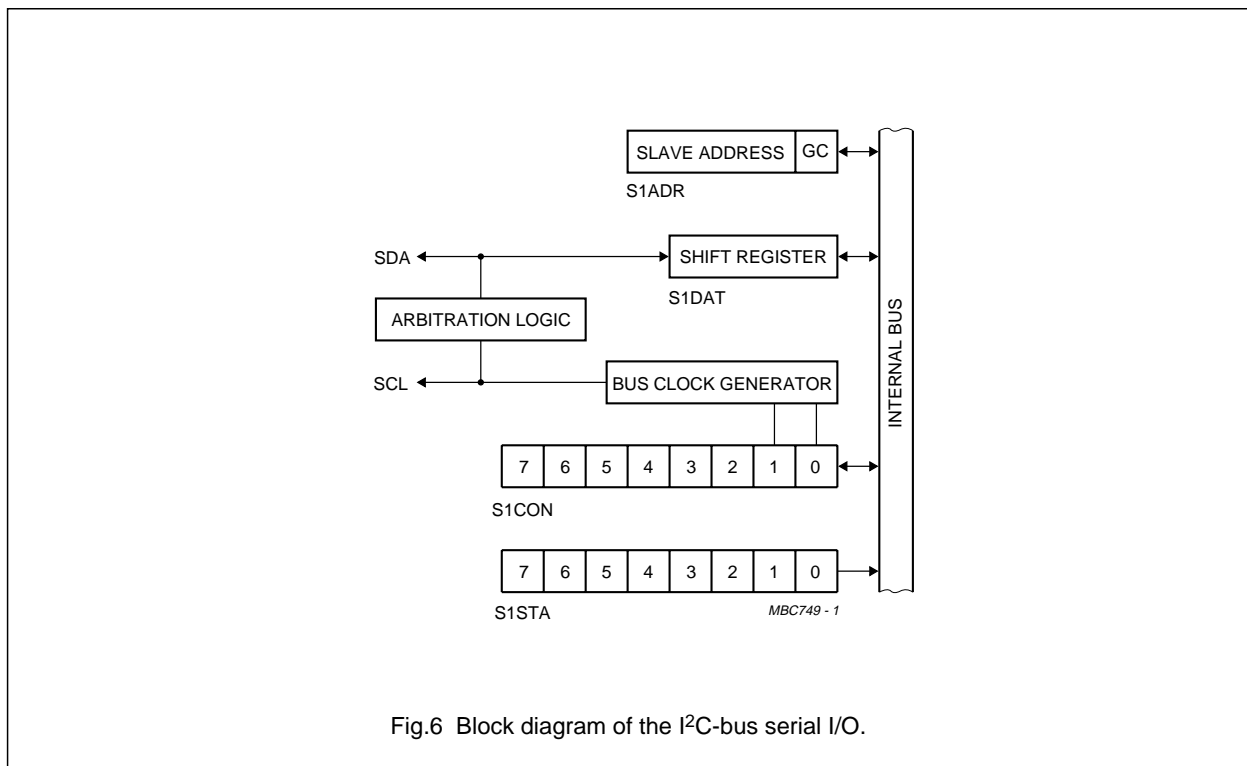 SLAVE ADDRESS GC
S1ADR
SDA SHIFT REGISTER
S1DAT
ARBITRATION LOGIC
INTERNAL BUS
SCL BUS CLOCK GENERATOR
7 6 5 4 3 2 1 0
S1CON
7 6 5 4 3 2 1 0
S1STA MBC749 - 1
Fig.6 Block diagram of the I²C-bus serial I/O.